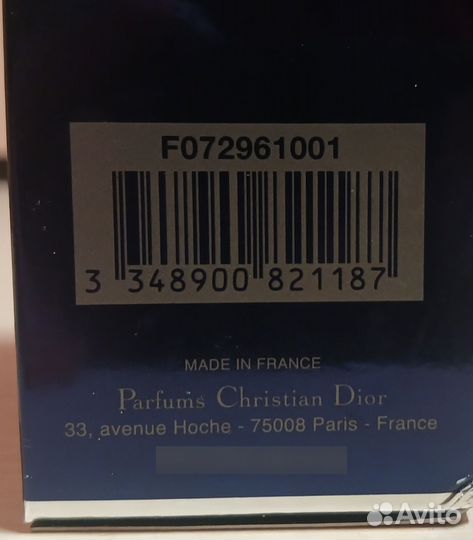 F072961001
3 348900 821187
MADE IN FRANCE
Parfums Christian Dior
33, avenue Hoche - 75008 Paris - France
Avito